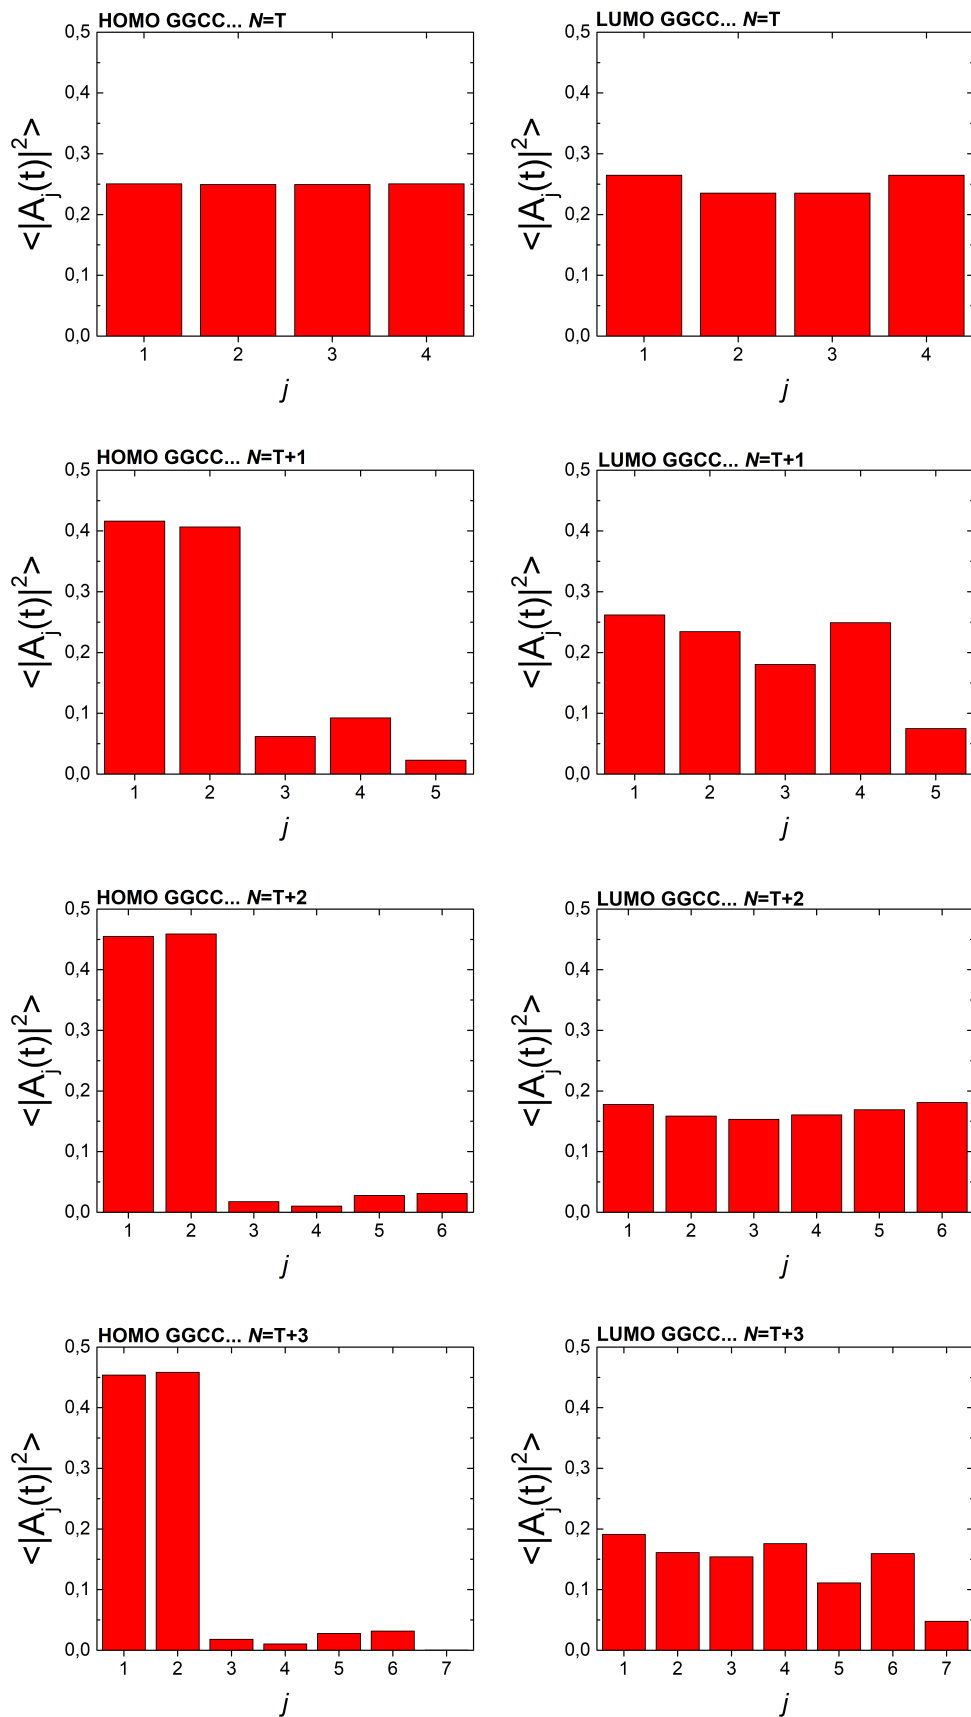 HOMO GGCC... N=T
<|A_j(t)|²>
0,5
0,4
0,3
0,2
0,1
0,0
1 2 3 4
j
LUMO GGCC... N=T
<|A_j(t)|²>
0,5
0,4
0,3
0,2
0,1
0,0
1 2 3 4
j
HOMO GGCC... N=T+1
<|A_j(t)|²>
0,5
0,4
0,3
0,2
0,1
0,0
1 2 3 4 5
j
LUMO GGCC... N=T+1
<|A_j(t)|²>
0,5
0,4
0,3
0,2
0,1
0,0
1 2 3 4 5
j
HOMO GGCC... N=T+2
<|A_j(t)|²>
0,5
0,4
0,3
0,2
0,1
0,0
1 2 3 4 5 6
j
LUMO GGCC... N=T+2
<|A_j(t)|²>
0,5
0,4
0,3
0,2
0,1
0,0
1 2 3 4 5 6
j
HOMO GGCC... N=T+3
<|A_j(t)|²>
0,5
0,4
0,3
0,2
0,1
0,0
1 2 3 4 5 6 7
j
LUMO GGCC... N=T+3
<|A_j(t)|²>
0,5
0,4
0,3
0,2
0,1
0,0
1 2 3 4 5 6 7
j